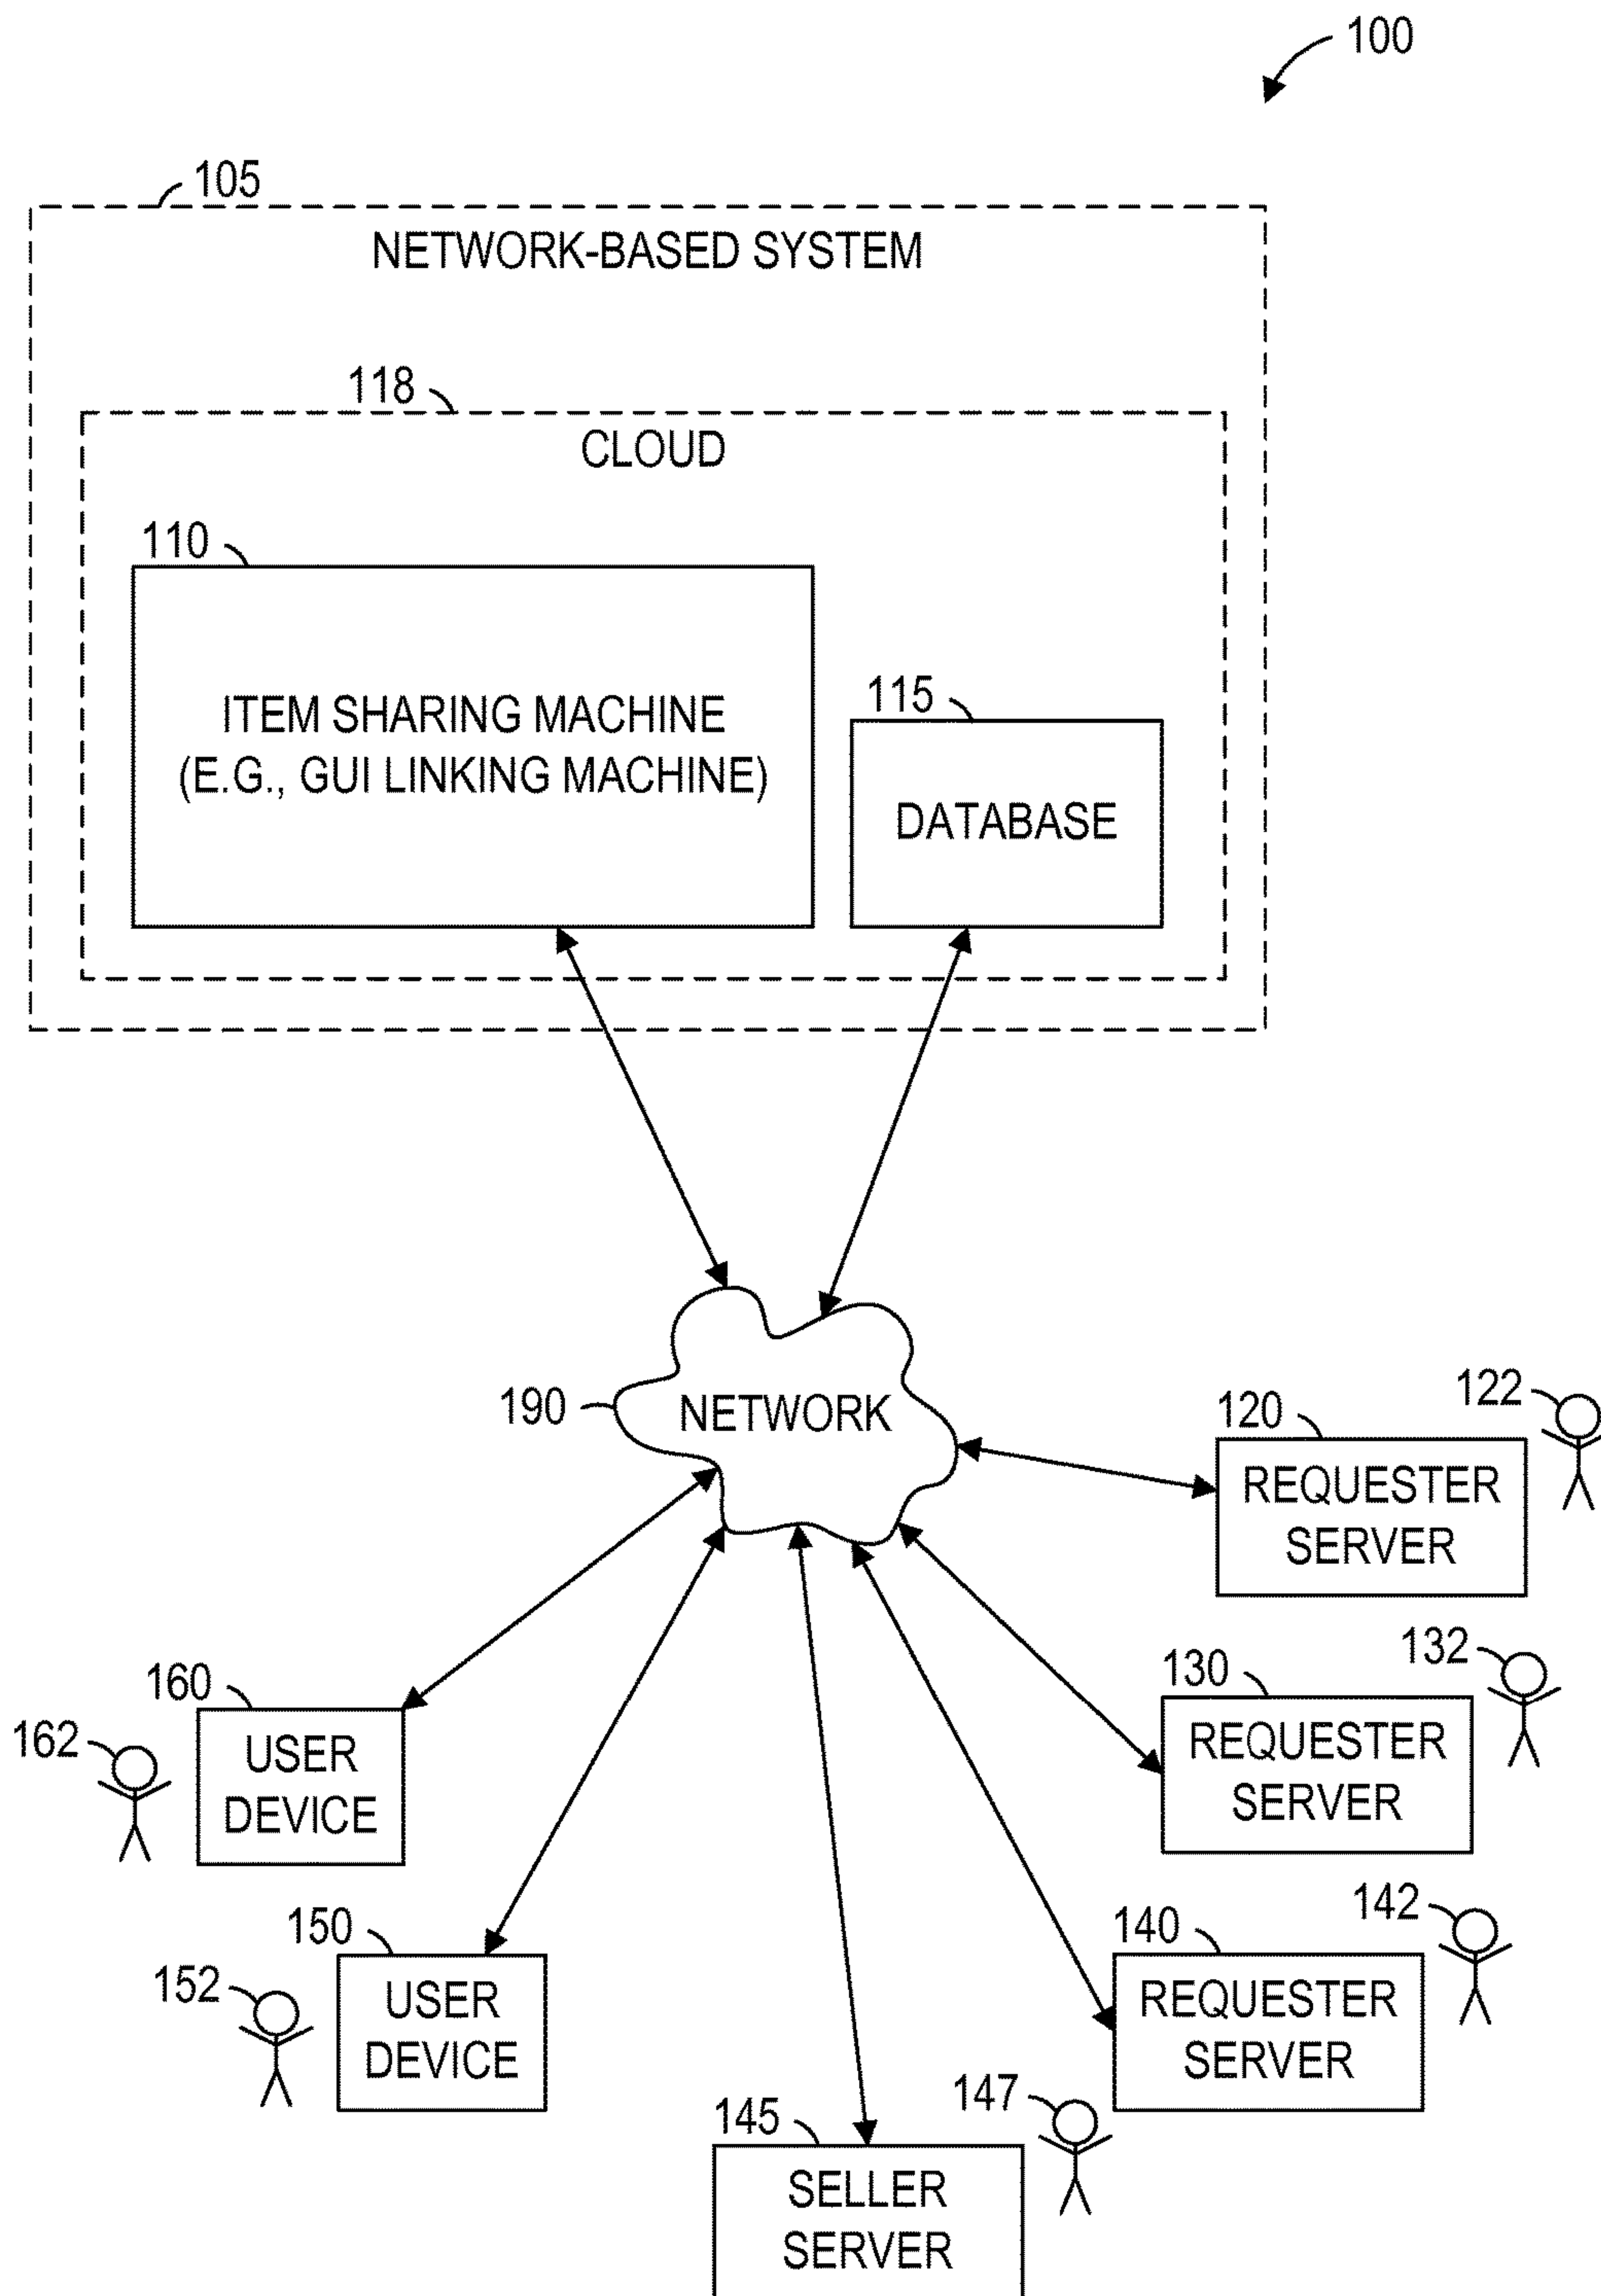 100
105
NETWORK-BASED SYSTEM
118
CLOUD
110
ITEM SHARING MACHINE
(E.G., GUI LINKING MACHINE)
115
DATABASE
190
NETWORK
120
122
REQUESTER
SERVER
130
132
REQUESTER
SERVER
160
162
USER
DEVICE
140
142
REQUESTER
SERVER
150
152
USER
DEVICE
145
147
SELLER
SERVER